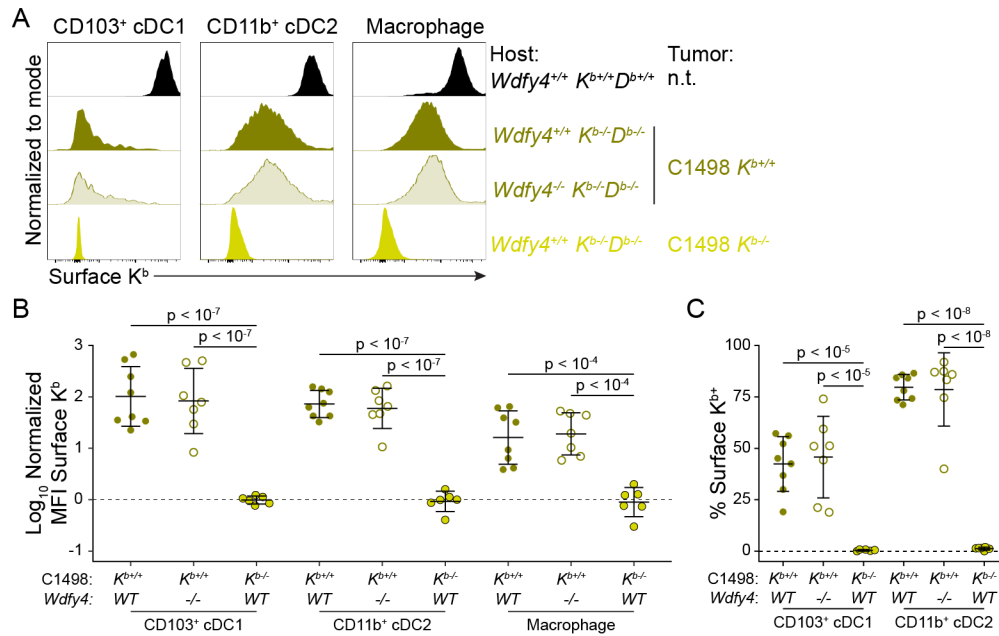 A
CD103⁺ cDC1 CD11b⁺ cDC2 Macrophage
Host: Tumor:
Wdfy4⁺/⁺ Kᵇ⁺/⁺Dᵇ⁺/⁺ n.t.
Wdfy4⁺/⁺ Kᵇ⁻/⁻Dᵇ⁻/⁻
C1498 Kᵇ⁺/⁺
Wdfy4⁻/⁻ Kᵇ⁻/⁻Dᵇ⁻/⁻
Wdfy4⁺/⁺ Kᵇ⁻/⁻Dᵇ⁻/⁻ C1498 Kᵇ⁻/⁻
Normalized to mode
Surface Kᵇ
B
Log₁₀ Normalized
MFI Surface Kᵇ
3
2
1
0
-1
p < 10⁻⁷
p < 10⁻⁷
p < 10⁻⁷
p < 10⁻⁷
p < 10⁻⁴
p < 10⁻⁴
C1498: Kᵇ⁺/⁺ Kᵇ⁺/⁺ Kᵇ⁻/⁻ Kᵇ⁺/⁺ Kᵇ⁺/⁺ Kᵇ⁻/⁻ Kᵇ⁺/⁺ Kᵇ⁺/⁺ Kᵇ⁻/⁻
Wdfy4: WT -/- WT WT -/- WT WT -/- WT
CD103⁺ cDC1 CD11b⁺ cDC2 Macrophage
C
% Surface Kᵇ⁺
100
75
50
25
0
p < 10⁻⁸
p < 10⁻⁸
p < 10⁻⁵
p < 10⁻⁵
C1498: Kᵇ⁺/⁺ Kᵇ⁺/⁺ Kᵇ⁻/⁻ Kᵇ⁺/⁺ Kᵇ⁺/⁺ Kᵇ⁻/⁻
Wdfy4: WT -/- WT WT -/- WT
CD103⁺ cDC1 CD11b⁺ cDC2